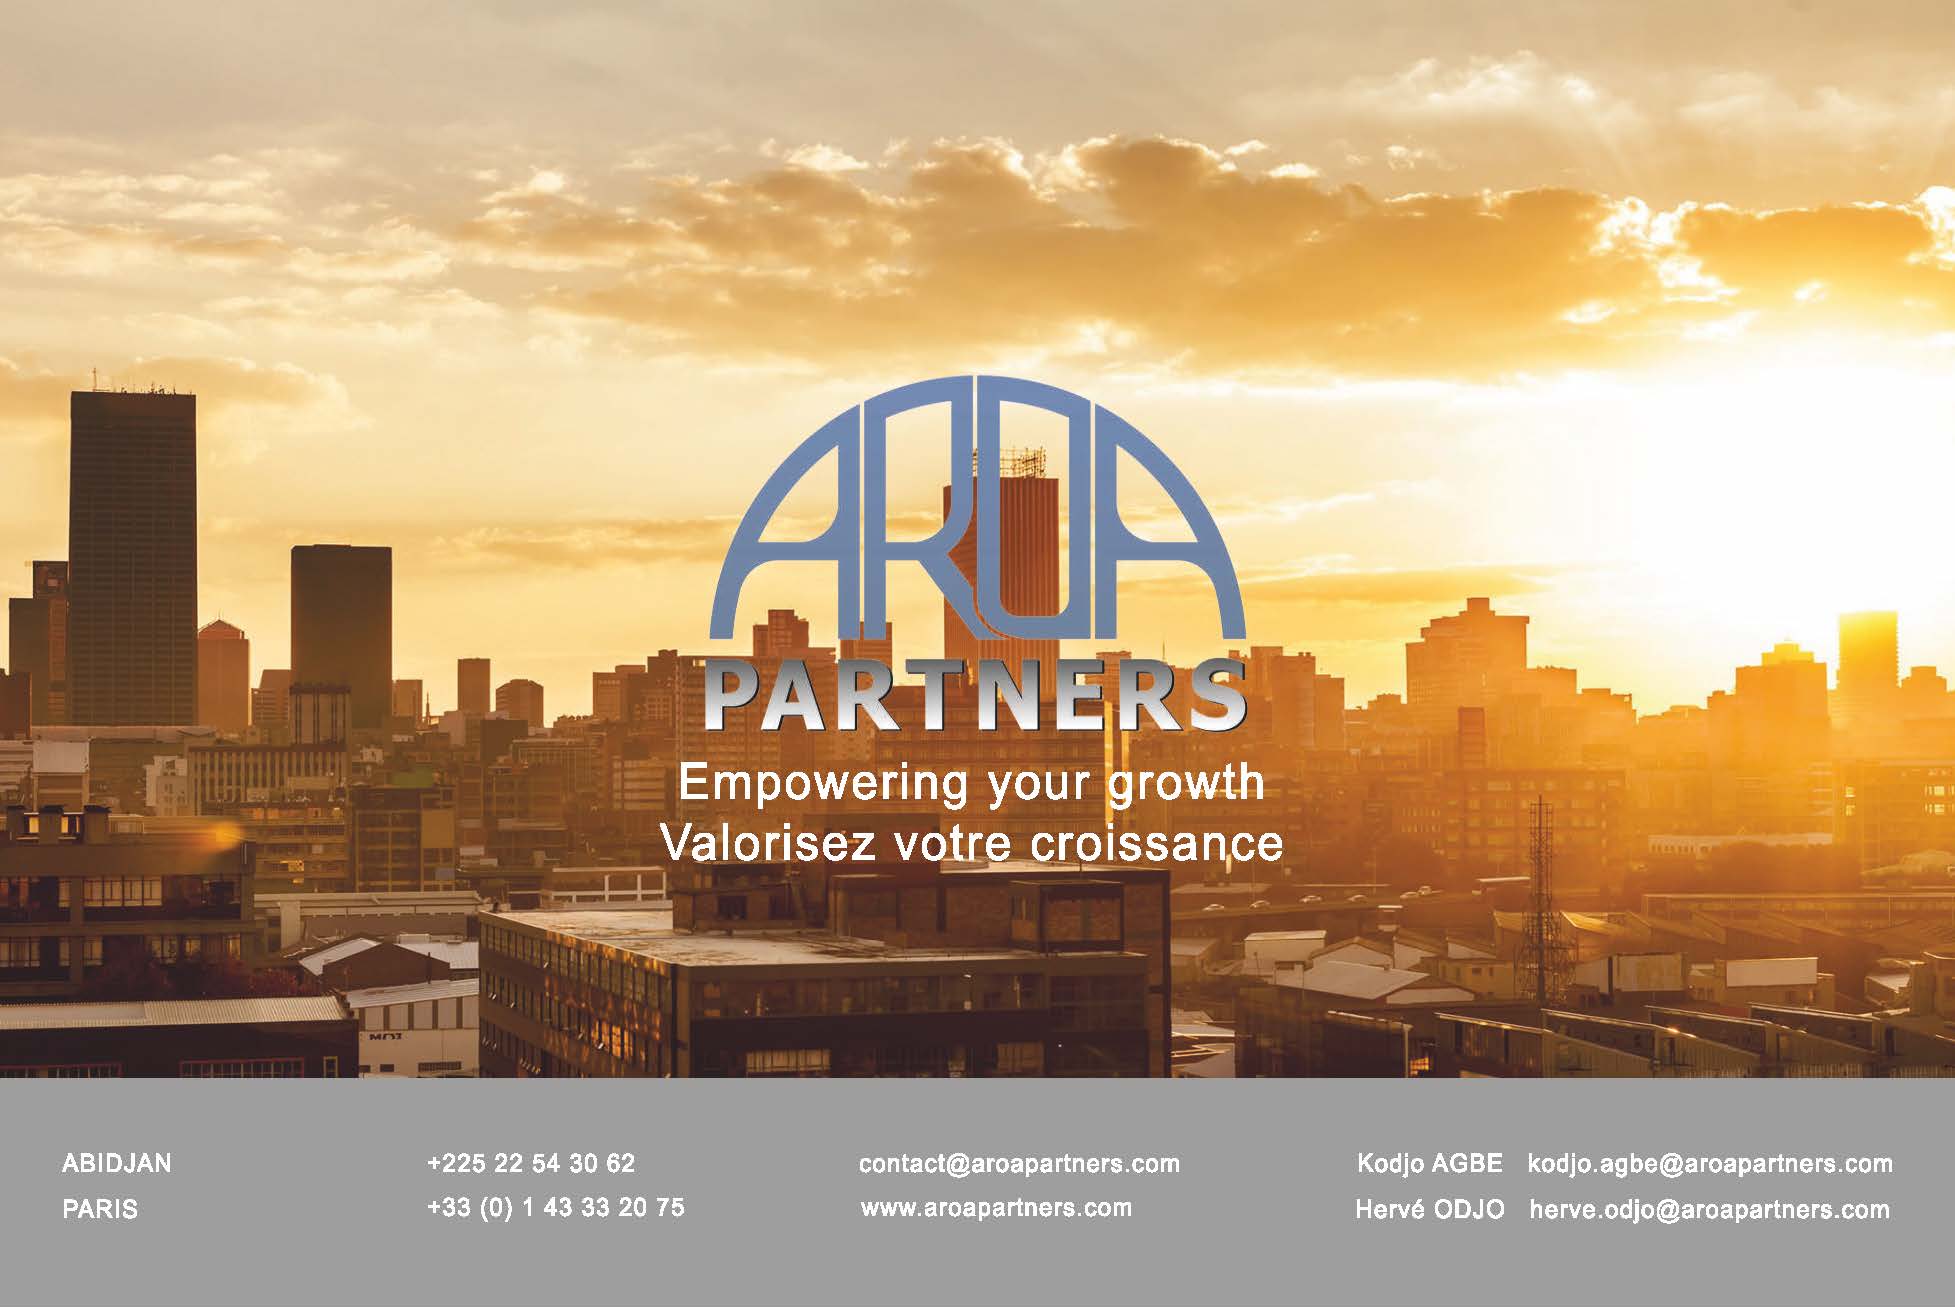 AROA
PARTNERS
Empowering your growth
Valorisez votre croissance
ABIDJAN +225 22 54 30 62 contact@aroapartners.com Kodjo AGBE kodjo.agbe@aroapartners.com
PARIS +33 (0) 1 43 33 20 75 www.aroapartners.com Hervé ODJO herve.odjo@aroapartners.com